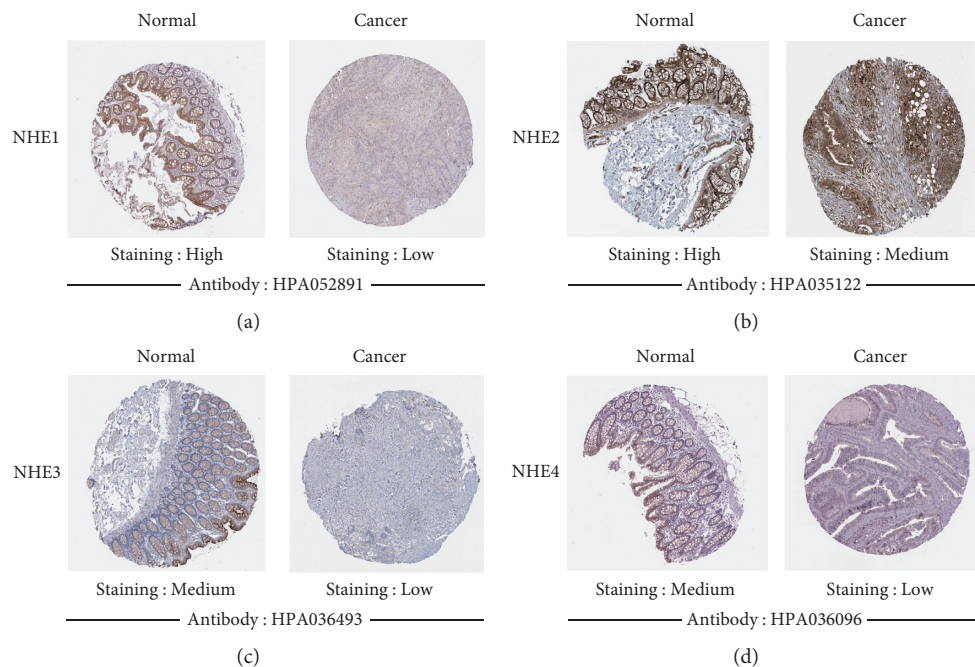 Normal Cancer
NHE1
Staining : High Staining : Low
Antibody : HPA052891
(a)
Normal Cancer
NHE2
Staining : High Staining : Medium
Antibody : HPA035122
(b)
Normal Cancer
NHE3
Staining : Medium Staining : Low
Antibody : HPA036493
(c)
Normal Cancer
NHE4
Staining : Medium Staining : Low
Antibody : HPA036096
(d)